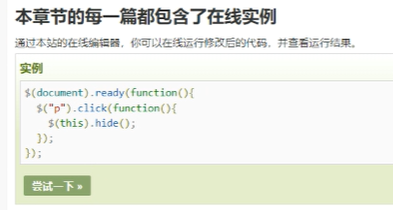 本章节的每一篇都包含了在线实例
通过本站的在线编辑器，你可以在线运行修改后的代码，并查看运行结果。
实例
$(document).ready(function(){
  $("p").click(function(){
    $(this).hide();
  });
});
尝试一下 »